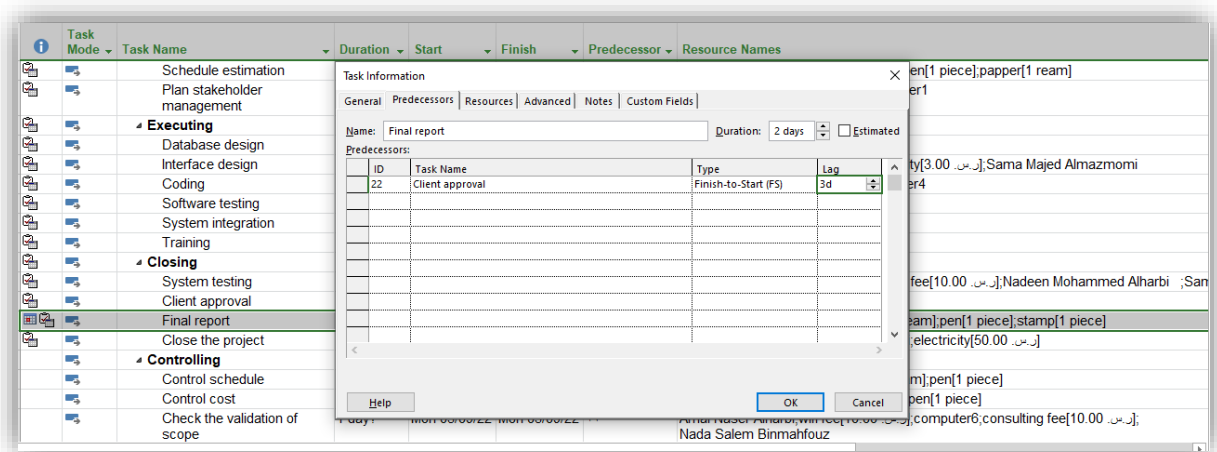 Task Mode Task Name Duration Start Finish Predecessor Resource Names
Schedule estimation en[1 piece];papper[1 ream]
Plan stakeholder management er1
Executing
Database design
Interface design ty[3.00 ر.س.];Sama Majed Almazmomi
Coding er4
Software testing
System integration
Training
Closing
System testing fee[10.00 ر.س.];Nadeen Mohammed Alharbi ;Sam
Client approval
Final report eam];pen[1 piece];stamp[1 piece]
Close the project ;electricity[50.00 ر.س.]
Controlling
Control schedule m];pen[1 piece]
Control cost pen[1 piece]
Check the validation of scope
;computer6;consulting fee[10.00 ر.س.];
Nada Salem Binmahfouz
Task Information
General Predecessors Resources Advanced Notes Custom Fields
Name: Final report Duration: 2 days Estimated
Predecessors:
ID Task Name Type Lag
22 Client approval Finish-to-Start (FS) 3d
Help OK Cancel